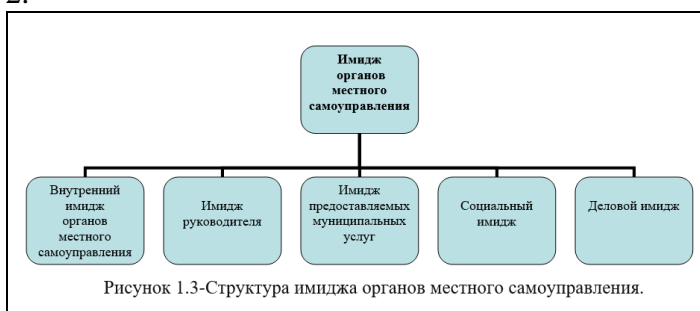 2.
Имидж
органов
местного
самоуправления
Внутренний
имидж
органов
местного
самоуправления
Имидж
руководителя
Имидж
предоставляемых
муниципальных
услуг
Социальный
имидж
Деловой имидж
Рисунок 1.3-Структура имиджа органов местного самоуправления.